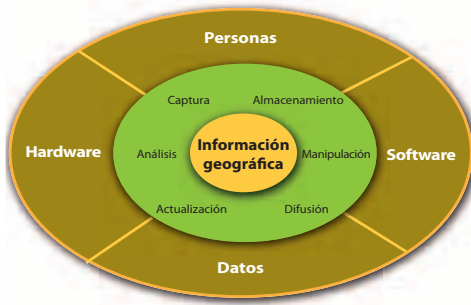 Personas
Captura
Almacenamiento
Hardware
Análisis
Información
geográfica
Manipulación
Software
Actualización
Difusión
Datos